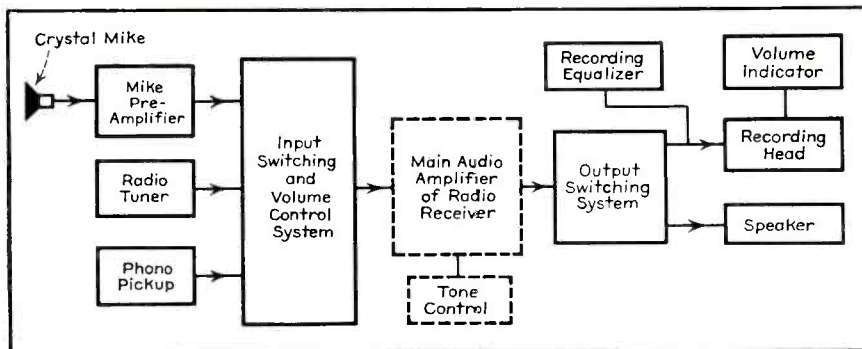 Crystal Mike
Mike
Pre-
Amplifier
Radio
Tuner
Phono
Pickup
Input
Switching
and
Volume
Control
System
Main Audio
Amplifier
of Radio
Receiver
Tone
Control
Output
Switching
System
Recording
Equalizer
Volume
Indicator
Recording
Head
Speaker